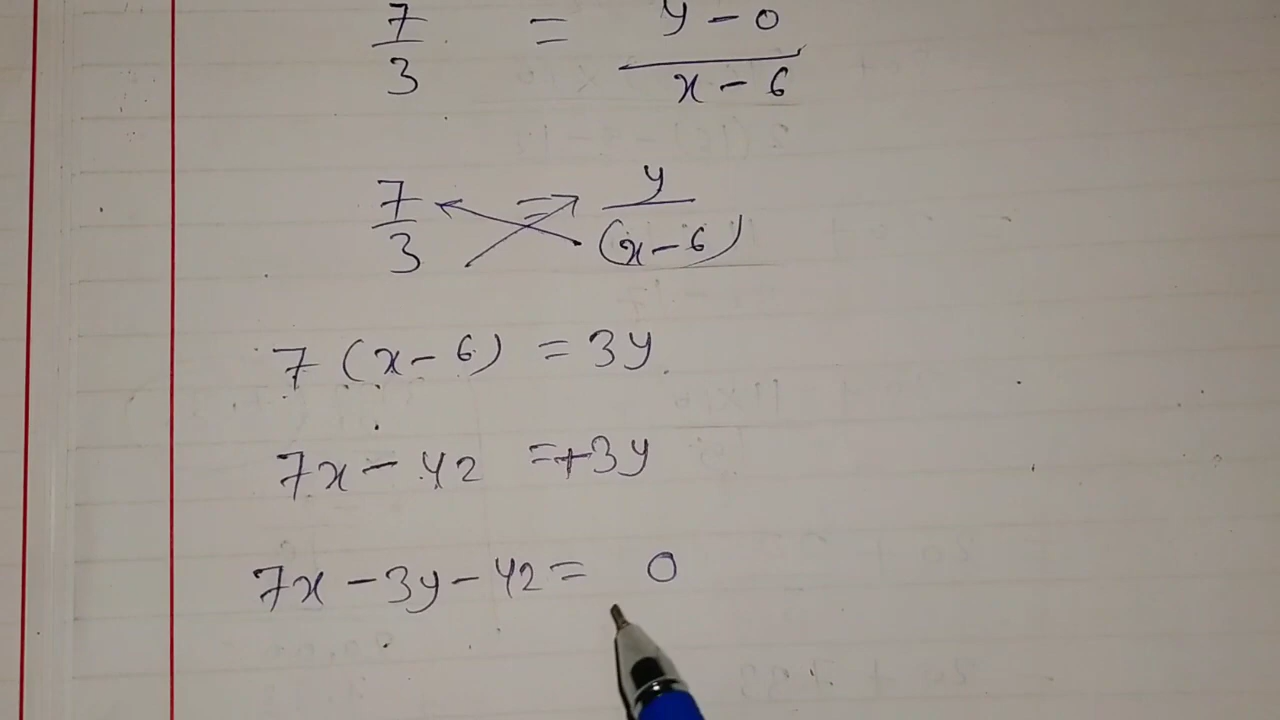 7/3 = y - 0 / x - 6
7/3 = y / (x - 6)
7 (x - 6) = 3y
7x - 42 = +3y
7x - 3y - 42 = 0